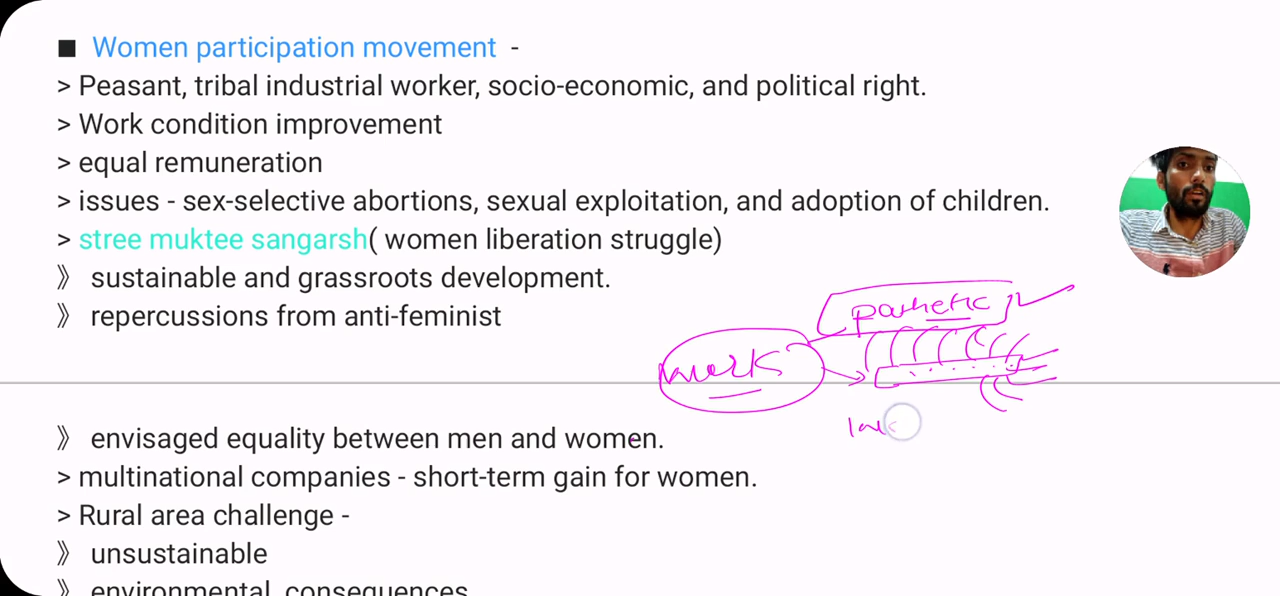 ■ Women participation movement -
> Peasant, tribal industrial worker, socio-economic, and political right.
> Work condition improvement
> equal remuneration
> issues - sex-selective abortions, sexual exploitation, and adoption of children.
> stree muktee sangarsh( women liberation struggle)
》 sustainable and grassroots development.
》 repercussions from anti-feminist
pathetic
work
》 envisaged equality between men and women.
> multinational companies - short-term gain for women.
> Rural area challenge -
》 unsustainable
》 environmental consequences